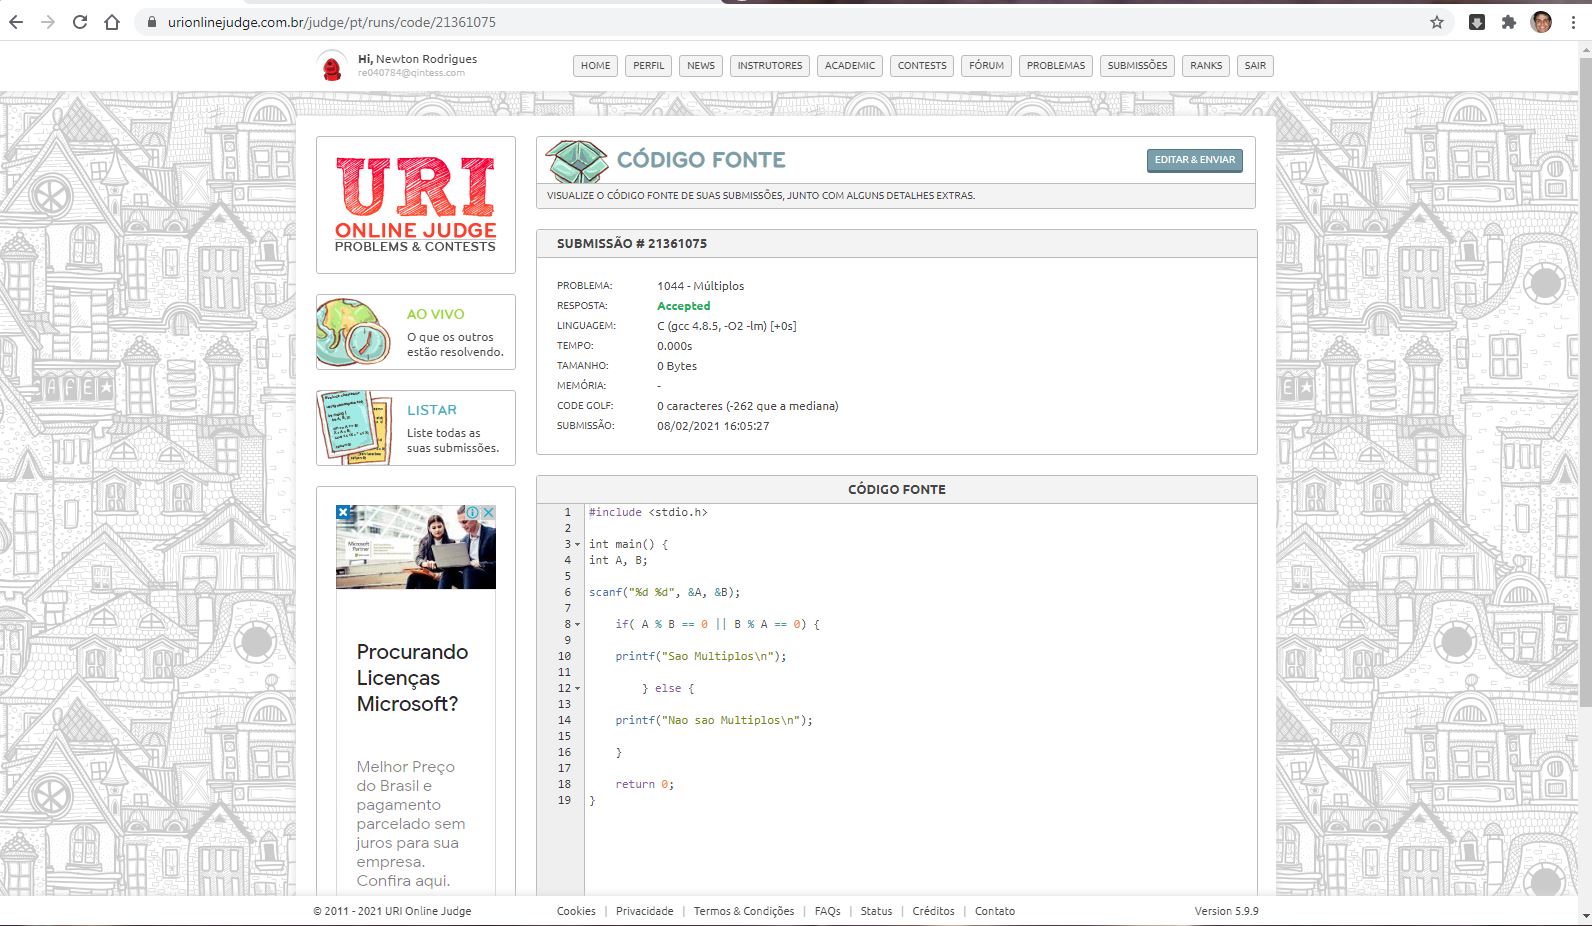 urionlinejudge.com.br/judge/pt/runs/code/21361075
Hi, Newton Rodrigues
re040784@qintess.com
HOME
PERFIL
NEWS
INSTRUTORES
ACADEMIC
CONTESTS
FÓRUM
PROBLEMAS
SUBMISSÕES
RANKS
SAIR
URI
ONLINE JUDGE
PROBLEMS & CONTESTS
AO VIVO
O que os outros
estão resolvendo.
LISTAR
Liste todas as
suas submissões.
Microsoft
Partner
Procurando
Licenças
Microsoft?
Melhor Preço
do Brasil e
pagamento
parcelado sem
juros para sua
empresa.
Confira aqui.
CÓDIGO FONTE
EDITAR & ENVIAR
VISUALIZE O CÓDIGO FONTE DE SUAS SUBMISSÕES, JUNTO COM ALGUNS DETALHES EXTRAS.
SUBMISSÃO # 21361075
PROBLEMA: 1044 - Múltiplos
RESPOSTA: Accepted
LINGUAGEM: C (gcc 4.8.5, -O2 -lm) [+0s]
TEMPO: 0.000s
TAMANHO: 0 Bytes
MEMÓRIA: -
CODE GOLF: 0 caracteres (-262 que a mediana)
SUBMISSÃO: 08/02/2021 16:05:27
CÓDIGO FONTE
1 #include <stdio.h>
2
3 int main() {
4 int A, B;
5
6 scanf("%d %d", &A, &B);
7
8 if( A % B == 0 || B % A == 0) {
9
10 printf("Sao Multiplos\n");
11
12 } else {
13
14 printf("Nao sao Multiplos\n");
15
16 }
17
18 return 0;
19 }
© 2011 - 2021 URI Online Judge
Cookies | Privacidade | Termos & Condições | FAQs | Status | Créditos | Contato
Version 5.9.9